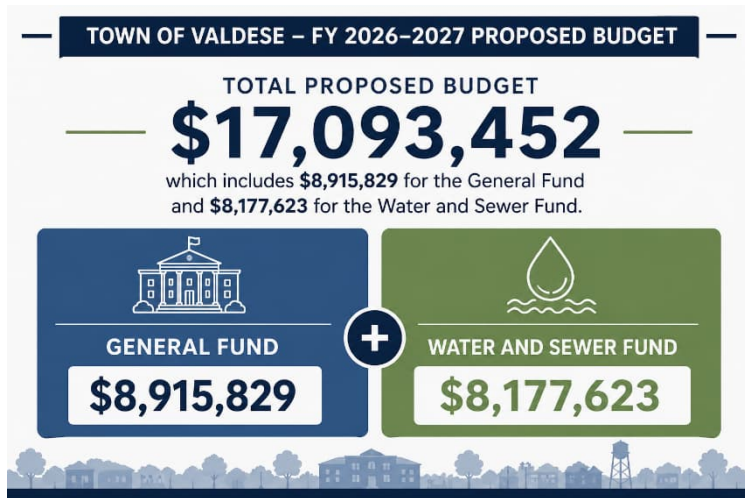 TOWN OF VALDESE – FY 2026–2027 PROPOSED BUDGET
TOTAL PROPOSED BUDGET
$17,093,452
which includes $8,915,829 for the General Fund
and $8,177,623 for the Water and Sewer Fund.
GENERAL FUND
$8,915,829
+
WATER AND SEWER FUND
$8,177,623